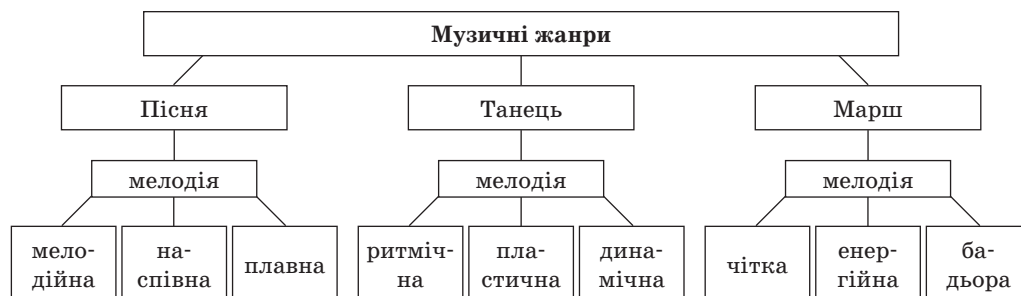 Музичні жанри
Пісня
Танець
Марш
мелодія
мелодія
мелодія
мело-
дійна
на-
співна
плавна
ритміч-
на
пла-
стична
дина-
мічна
чітка
енер-
гійна
ба-
дьора